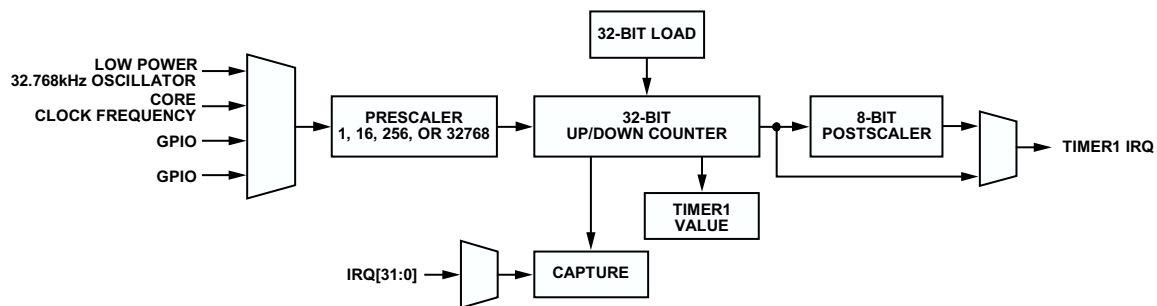 32-BIT LOAD
LOW POWER
32.768kHz OSCILLATOR
CORE
CLOCK FREQUENCY
GPIO
GPIO
PRESCALER
1, 16, 256, OR 32768
32-BIT
UP/DOWN COUNTER
8-BIT
POSTSCALER
TIMER1 IRQ
TIMER1
VALUE
IRQ[31:0]
CAPTURE